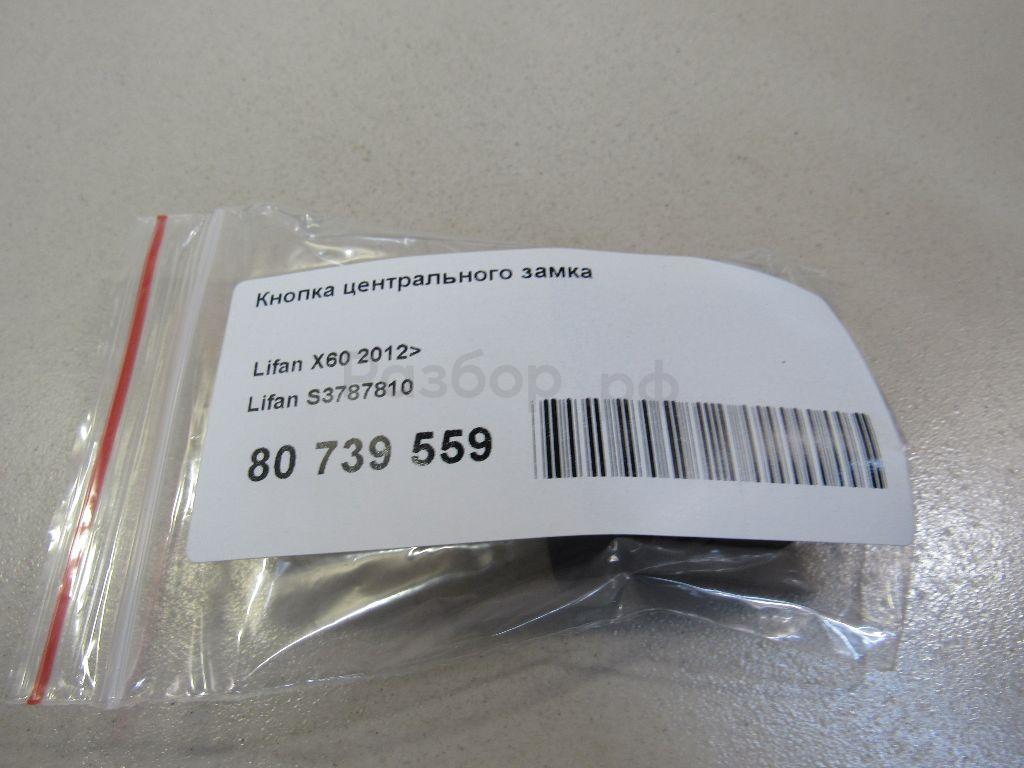 Кнопка центрального замка
Lifan X60 2012>
Разбор.рф
Lifan S3787810
80 739 559